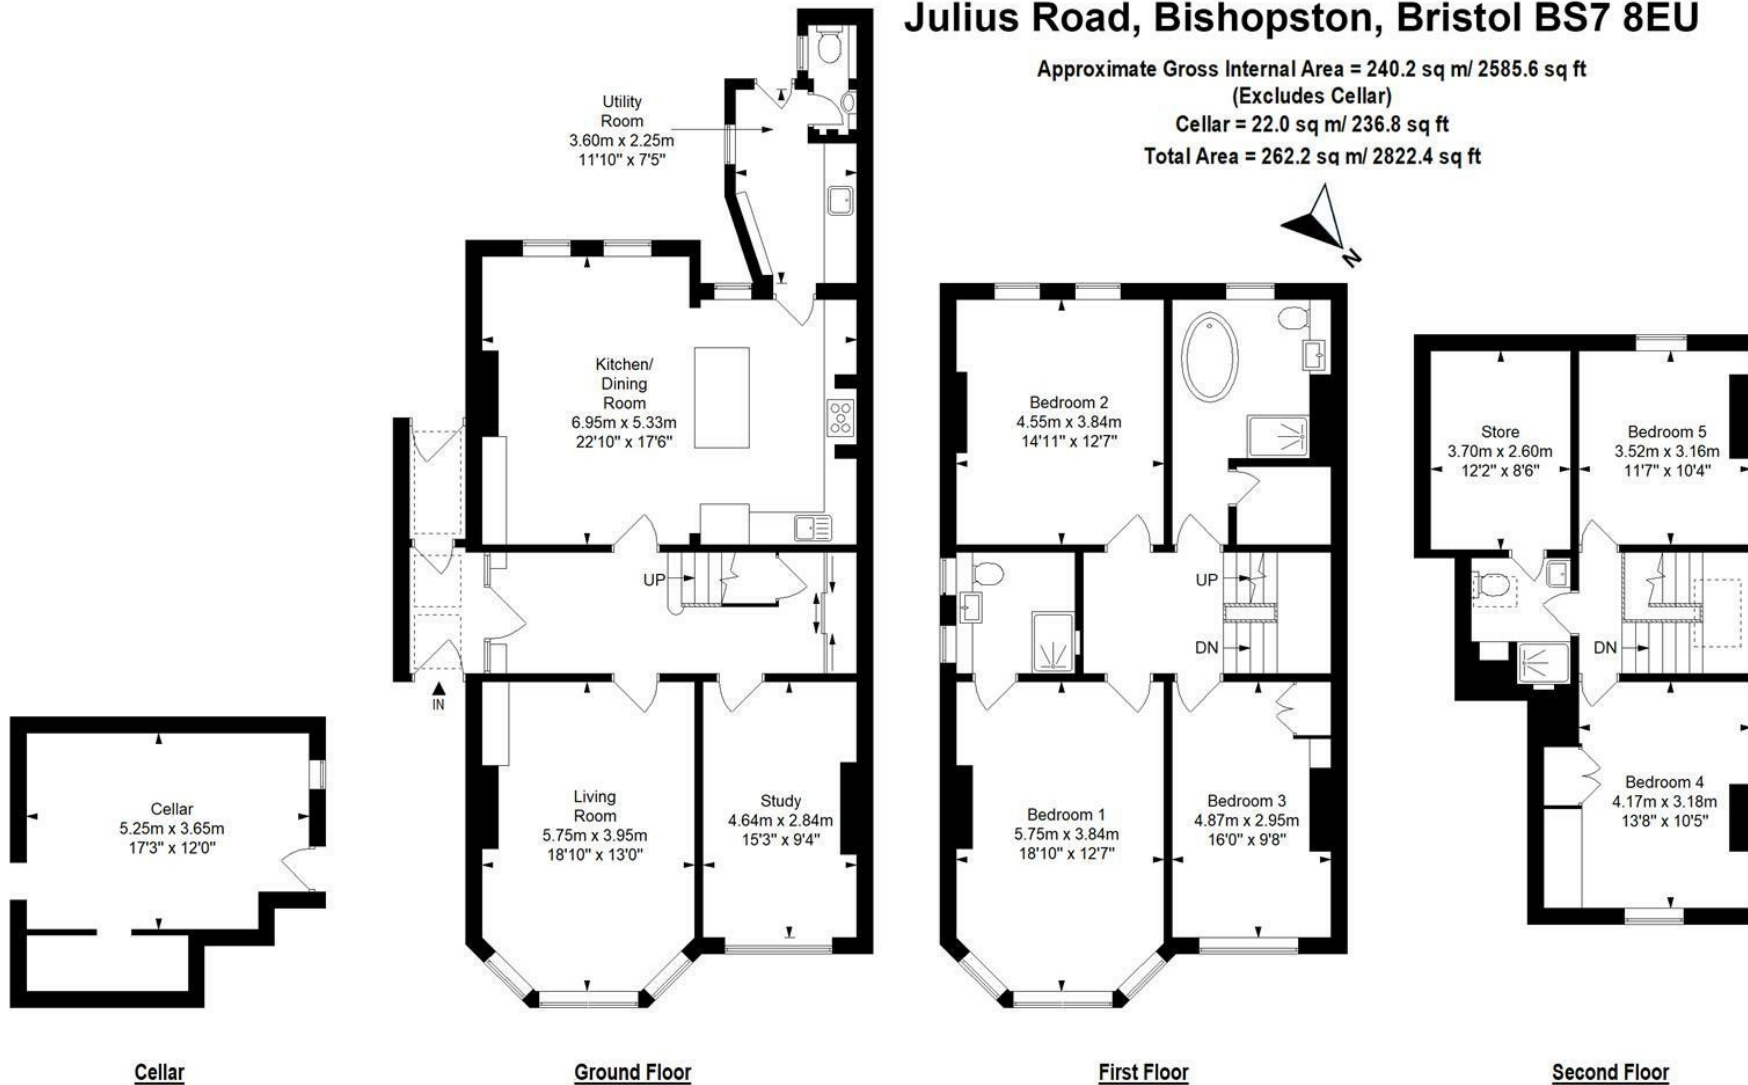 Julius Road, Bishopston, Bristol BS7 8EU
Approximate Gross Internal Area = 240.2 sq m/ 2585.6 sq ft
(Excludes Cellar)
Cellar = 22.0 sq m/ 236.8 sq ft
Total Area = 262.2 sq m/ 2822.4 sq ft
N
Cellar
5.25m x 3.65m
17'3" x 12'0"
Cellar
Utility
Room
3.60m x 2.25m
11'10" x 7'5"
Kitchen/
Dining
Room
6.95m x 5.33m
22'10" x 17'6"
UP
IN
Living
Room
5.75m x 3.95m
18'10" x 13'0"
Study
4.64m x 2.84m
15'3" x 9'4"
Ground Floor
Bedroom 2
4.55m x 3.84m
14'11" x 12'7"
UP
DN
Bedroom 1
5.75m x 3.84m
18'10" x 12'7"
Bedroom 3
4.87m x 2.95m
16'0" x 9'8"
First Floor
Store
3.70m x 2.60m
12'2" x 8'6"
Bedroom 5
3.52m x 3.16m
11'7" x 10'4"
DN
Bedroom 4
4.17m x 3.18m
13'8" x 10'5"
Second Floor